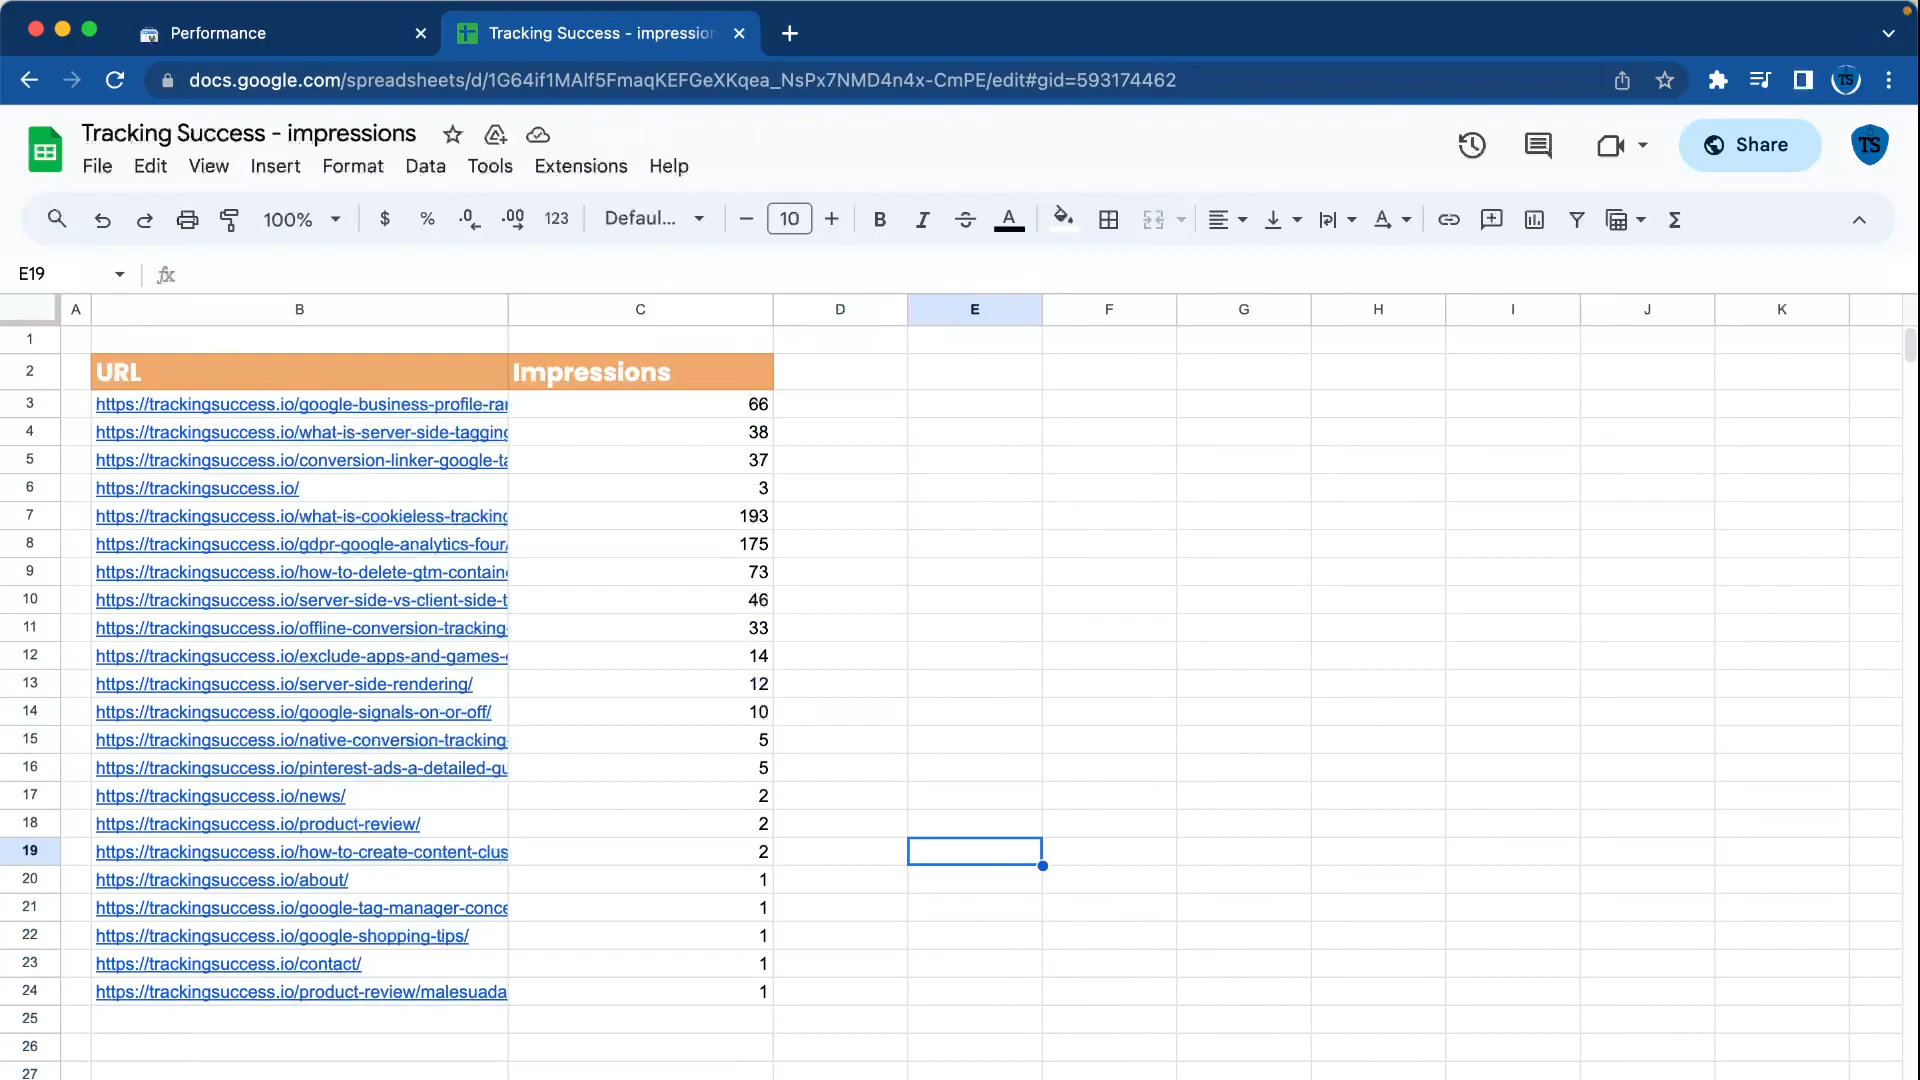 Performance
Tracking Success - impression
docs.google.com/spreadsheets/d/1G64if1MAlf5FmaqKEFGeXKqea_NsPx7NMD4n4x-CmPE/edit#gid=593174462
TS
Tracking Success - impressions
File Edit View Insert Format Data Tools Extensions Help
Share
TS
100% $ % .0 .00 123 Defaul... 10 B I A A Σ
E19 fx
A B C D E F G H I J K
1
2 URL Impressions
3 https://trackingsuccess.io/google-business-profile-ra 66
4 https://trackingsuccess.io/what-is-server-side-tagging 38
5 https://trackingsuccess.io/conversion-linker-google-ta 37
6 https://trackingsuccess.io/ 3
7 https://trackingsuccess.io/what-is-cookieless-tracking 193
8 https://trackingsuccess.io/gdpr-google-analytics-four/ 175
9 https://trackingsuccess.io/how-to-delete-gtm-containe 73
10 https://trackingsuccess.io/server-side-vs-client-side-t 46
11 https://trackingsuccess.io/offline-conversion-tracking- 33
12 https://trackingsuccess.io/exclude-apps-and-games- 14
13 https://trackingsuccess.io/server-side-rendering/ 12
14 https://trackingsuccess.io/google-signals-on-or-off/ 10
15 https://trackingsuccess.io/native-conversion-tracking- 5
16 https://trackingsuccess.io/pinterest-ads-a-detailed-gu 5
17 https://trackingsuccess.io/news/ 2
18 https://trackingsuccess.io/product-review/ 2
19 https://trackingsuccess.io/how-to-create-content-clus 2
20 https://trackingsuccess.io/about/ 1
21 https://trackingsuccess.io/google-tag-manager-conce 1
22 https://trackingsuccess.io/google-shopping-tips/ 1
23 https://trackingsuccess.io/contact/ 1
24 https://trackingsuccess.io/product-review/malesuada 1
25
26
27